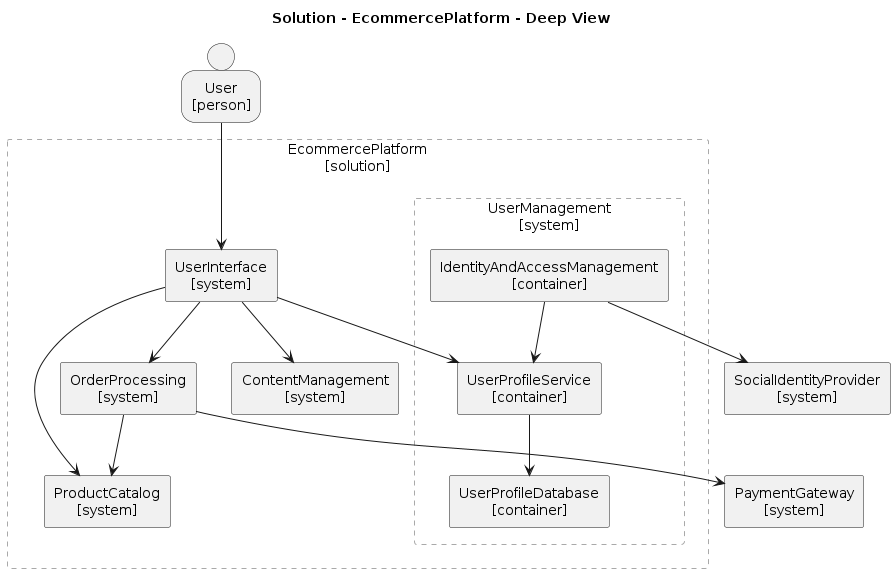 Solution - EcommercePlatform - Deep View
User
[person]
EcommercePlatform
[solution]
UserManagement
[system]
UserInterface
[system]
IdentityAndAccessManagement
[container]
OrderProcessing
[system]
ContentManagement
[system]
UserProfileService
[container]
SocialIdentityProvider
[system]
ProductCatalog
[system]
UserProfileDatabase
[container]
PaymentGateway
[system]